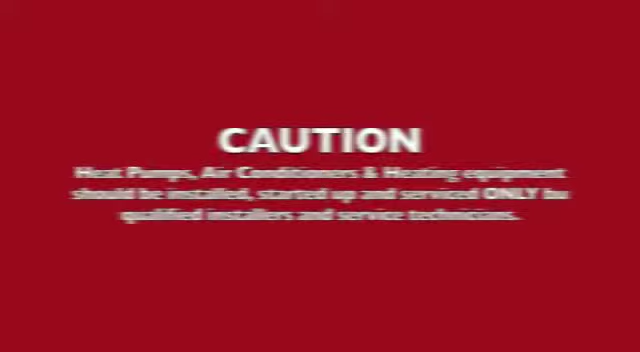 CAUTION
Heat Pumps, Air Conditioners & Heating equipment
should be installed, started up and serviced ONLY by
qualified installers and service technicians.